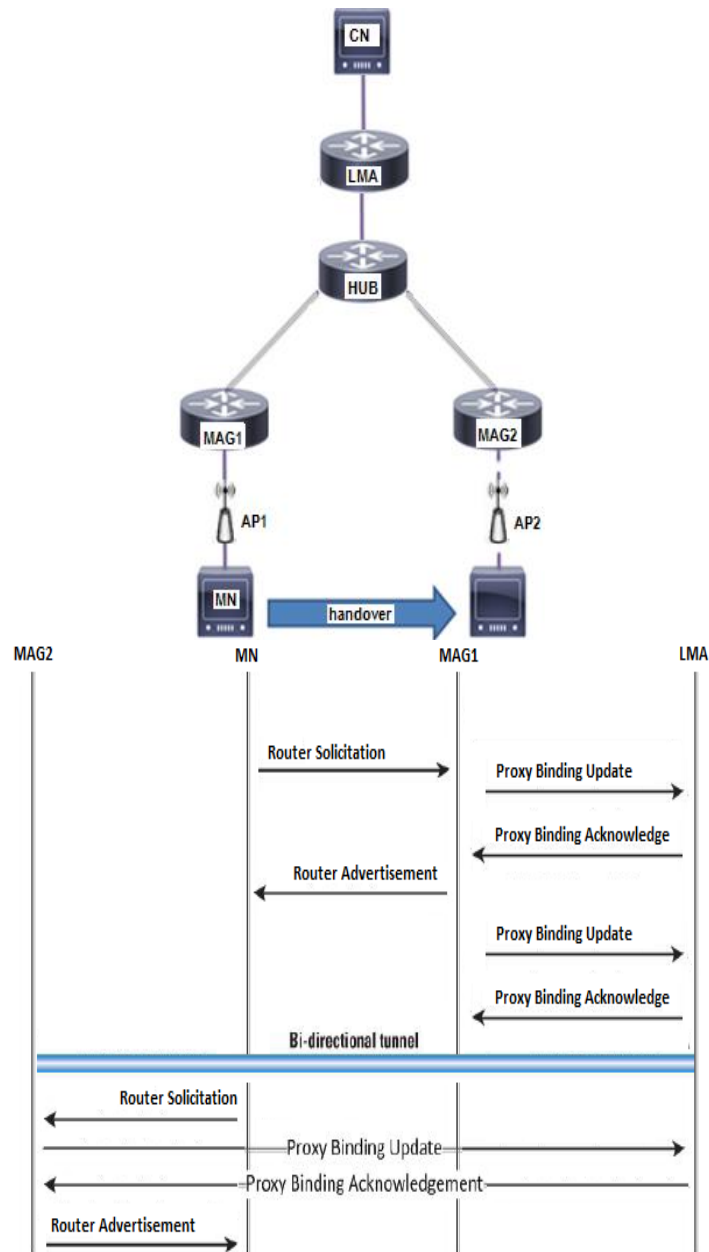 CN
LMA
HUB
MAG1
MAG2
AP1
AP2
MN
handover
MAG2 MN MAG1 LMA
Router Solicitation
Proxy Binding Update
Proxy Binding Acknowledge
Router Advertisement
Proxy Binding Update
Proxy Binding Acknowledge
Bi-directional tunnel
Router Solicitation
Proxy Binding Update
Proxy Binding Acknowledgement
Router Advertisement